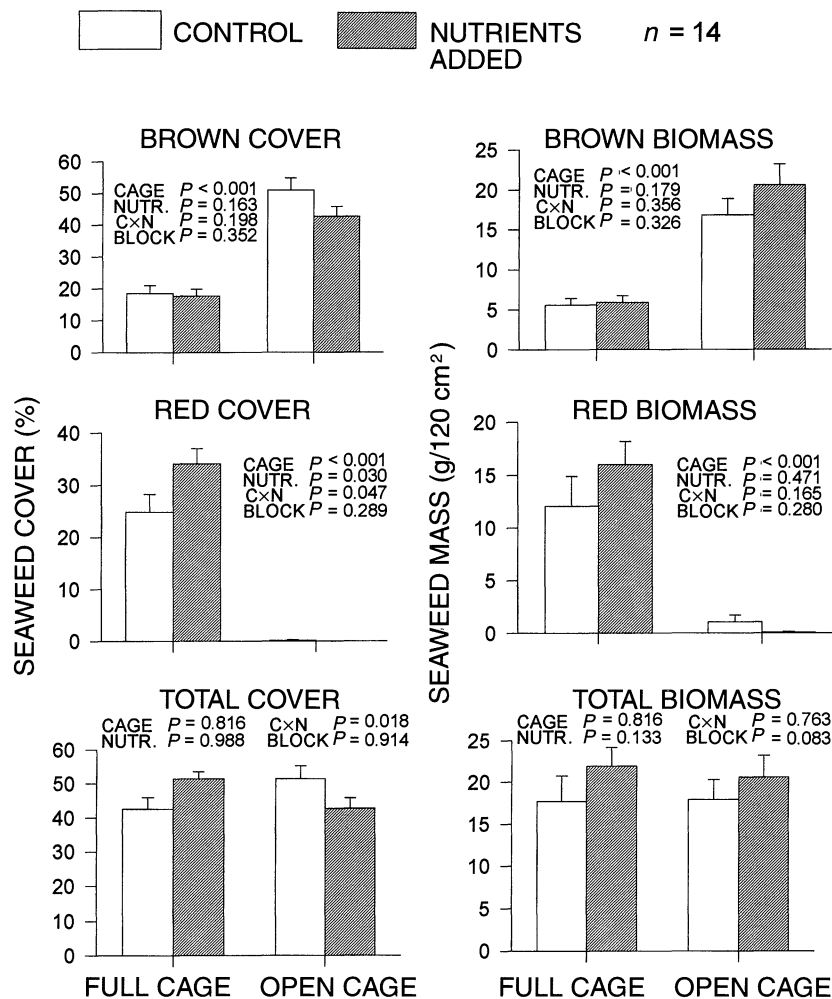 CONTROL NUTRIENTS ADDED n = 14
BROWN COVER
60
50
40
30
20
10
0
CAGE P < 0.001
NUTR. P = 0.163
C×N P = 0.198
BLOCK P = 0.352
BROWN BIOMASS
25
20
15
10
5
0
CAGE P < 0.001
NUTR. P = 0.179
C×N P = 0.356
BLOCK P = 0.326
SEAWEED COVER (%)
RED COVER
40
30
20
10
0
CAGE P < 0.001
NUTR. P = 0.030
C×N P = 0.047
BLOCK P = 0.289
SEAWEED MASS (g/120 cm²)
RED BIOMASS
20
15
10
5
0
CAGE P < 0.001
NUTR. P = 0.471
C×N P = 0.165
BLOCK P = 0.280
TOTAL COVER
CAGE P = 0.816 C×N P = 0.018
NUTR. P = 0.988 BLOCK P = 0.914
60
50
40
30
20
10
0
FULL CAGE OPEN CAGE
TOTAL BIOMASS
CAGE P = 0.816 C×N P = 0.763
NUTR. P = 0.133 BLOCK P = 0.083
25
20
15
10
5
0
FULL CAGE OPEN CAGE